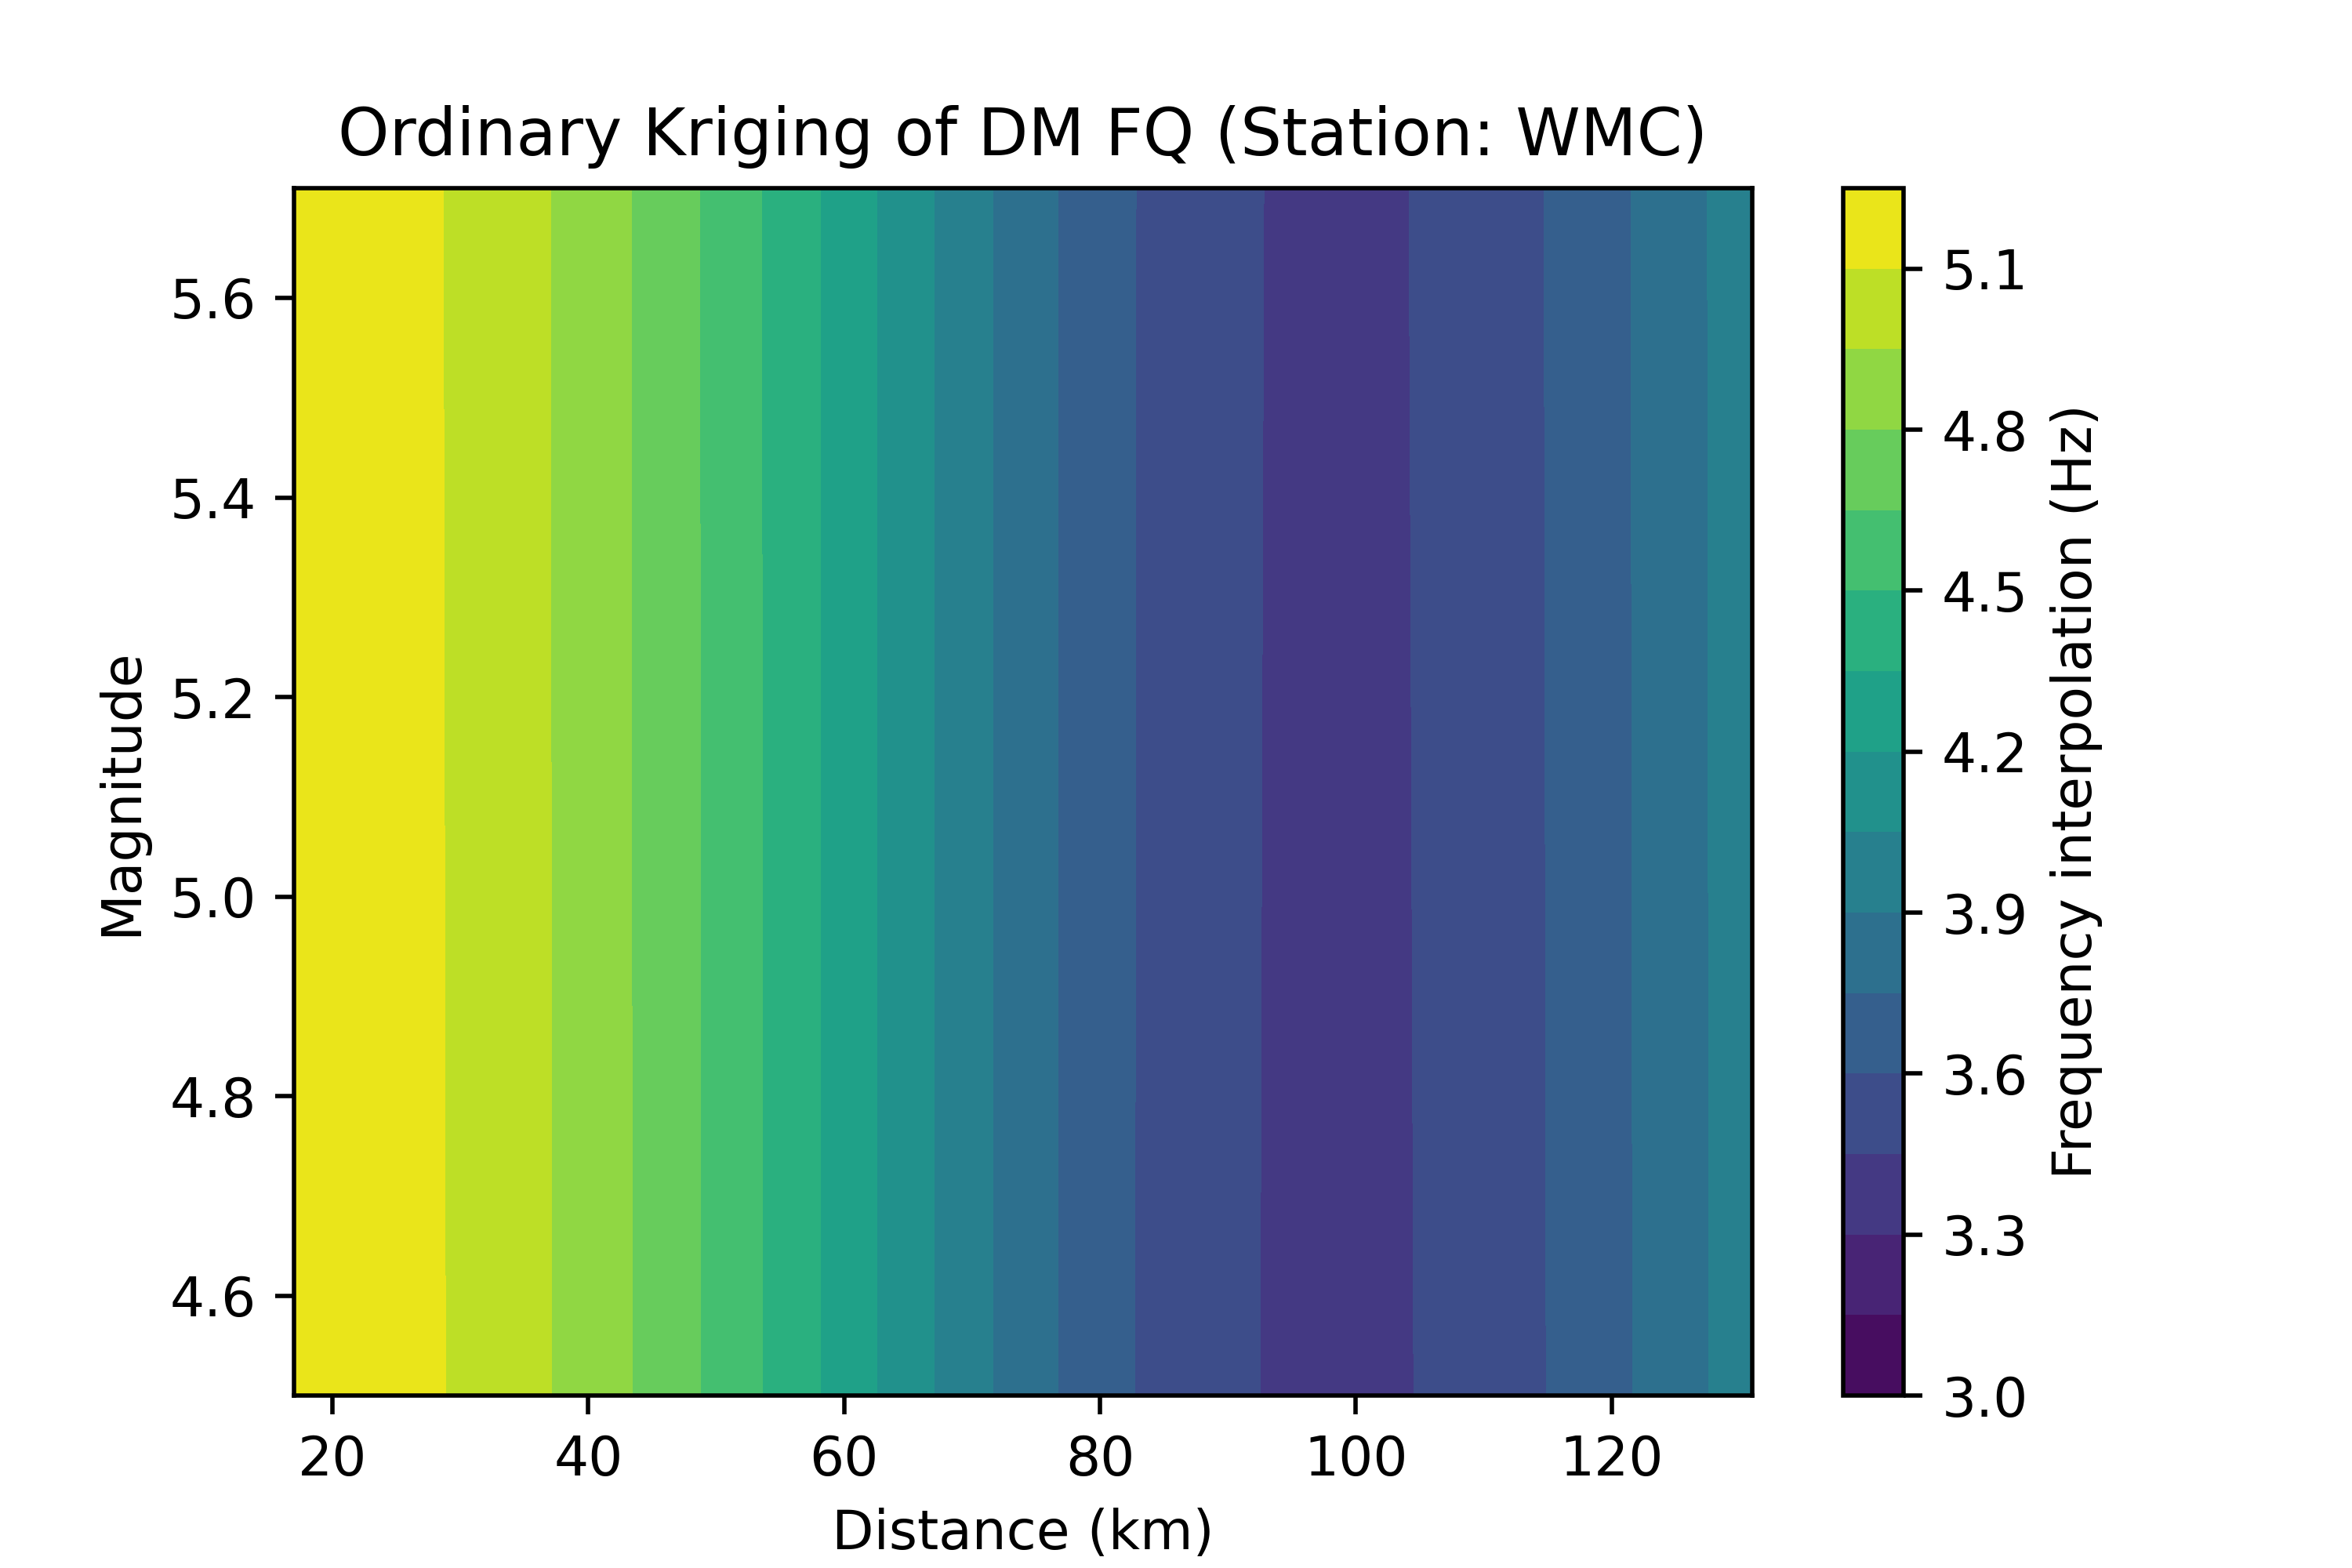 Ordinary Kriging of DM FQ (Station: WMC)
Magnitude
5.6
5.4
5.2
5.0
4.8
4.6
20 40 60 80 100 120
Distance (km)
5.1
4.8
4.5
4.2
3.9
3.6
3.3
3.0
Frequency interpolation (Hz)